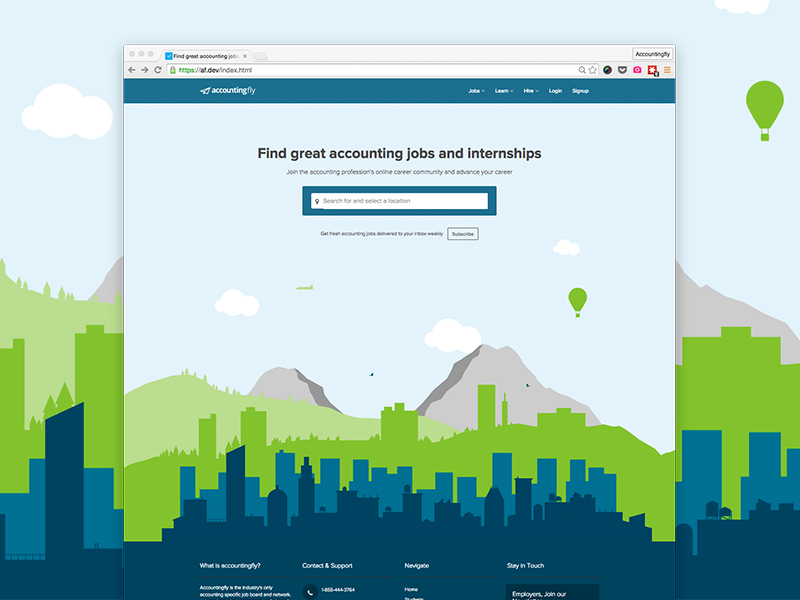 Find great accounting jobs
Accountingfly
https://af.dev/index.html
accountingfly
Jobs Learn Hire Login Signup
Find great accounting jobs and internships
Join the accounting profession's online career community and advance your career
Search for and select a location
Get fresh accounting jobs delivered to your inbox weekly Subscribe
What is accountingfly? Contact & Support Navigate Stay in Touch
Accountingfly is the industry's only
accounting specific job board and network,
1-855-444-3764
Home
Students
Employers, Join our
Newsletter